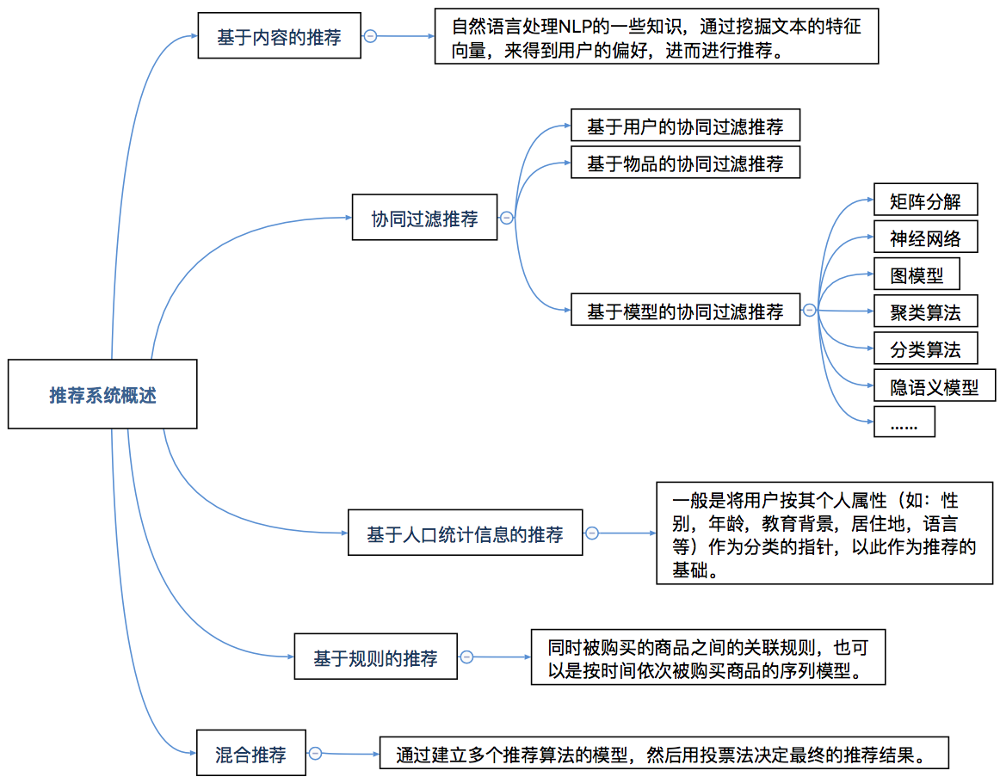 基于内容的推荐
自然语言处理NLP的一些知识，通过挖掘文本的特征
向量，来得到用户的偏好，进而进行推荐。
基于用户的协同过滤推荐
基于物品的协同过滤推荐
协同过滤推荐
矩阵分解
神经网络
图模型
基于模型的协同过滤推荐
聚类算法
分类算法
隐语义模型
......
推荐系统概述
基于人口统计信息的推荐
一般是将用户按其个人属性（如：性
别，年龄，教育背景，居住地，语言
等）作为分类的指针，以此作为推荐的
基础。
基于规则的推荐
同时被购买的商品之间的关联规则，也可
以是按时间依次被购买商品的序列模型。
混合推荐
通过建立多个推荐算法的模型，然后用投票法决定最终的推荐结果。